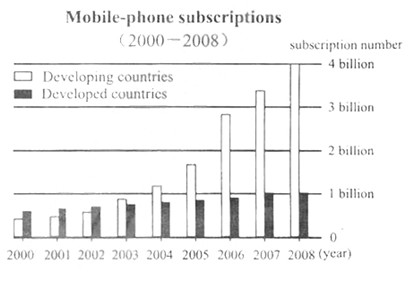 Mobile-phone subscriptions
(2000－2008)
subscription number
Developing countries
Developed countries
4 billion
3 billion
2 billion
1 billion
0
2000 2001 2002 2003 2004 2005 2006 2007 2008 (year)